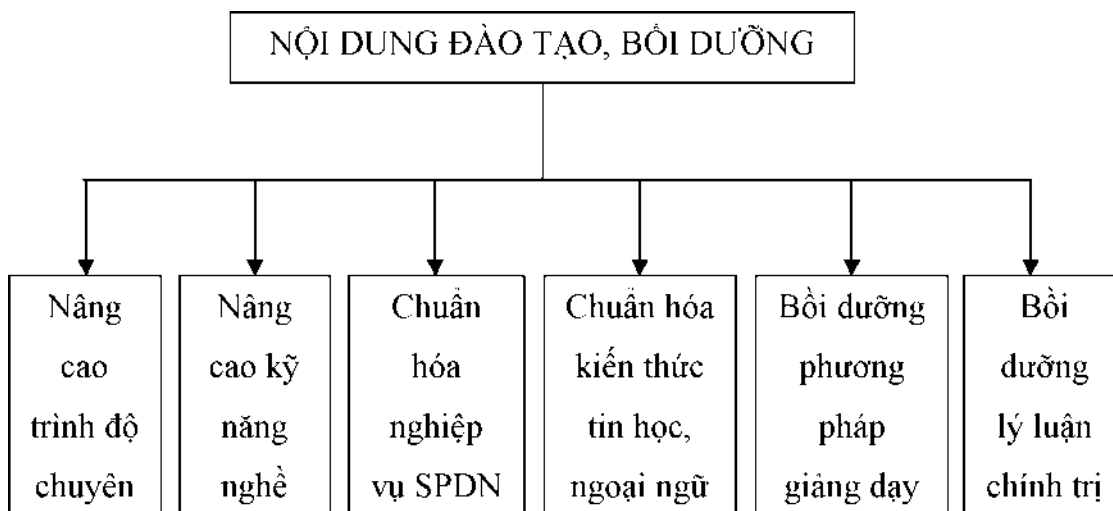 NỘI DUNG ĐÀO TẠO, BỒI DƯỠNG
Nâng
cao
trình độ
chuyên
Nâng
cao kỹ
năng
nghề
Chuẩn
hóa
nghiệp
vụ SPDN
Chuẩn hóa
kiến thức
tin học,
ngoại ngữ
Bồi dưỡng
phương
pháp
giảng dạy
Bồi
dưỡng
lý luận
chính trị